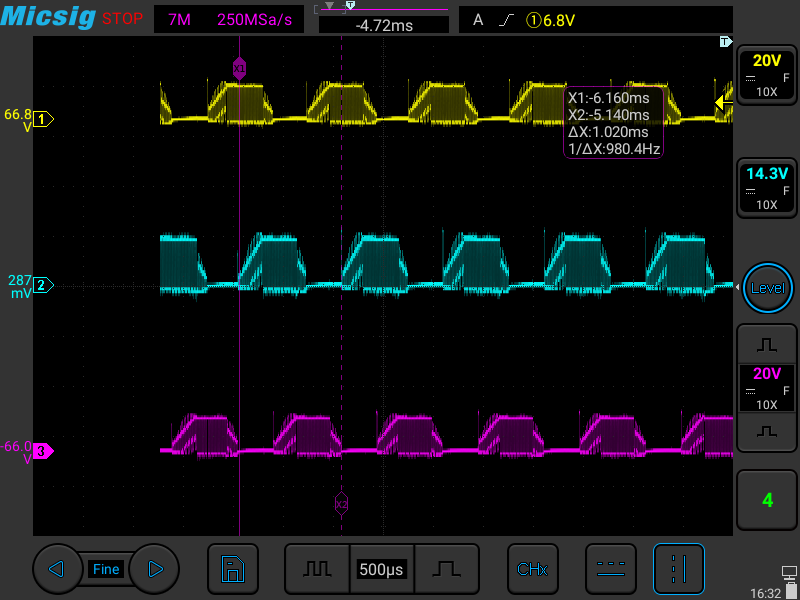 Micsig STOP 7M 250MSa/s T -4.72ms A ①6.8V
T
X1
20V
F
10X
66.8
V
1
X1:-6.160ms
X2:-5.140ms
ΔX:1.020ms
1/ΔX:980.4Hz
14.3V
F
10X
287
mV
2
Level
20V
F
10X
-66.0
V
3
X2
4
Fine
500μs
CHx
16:32